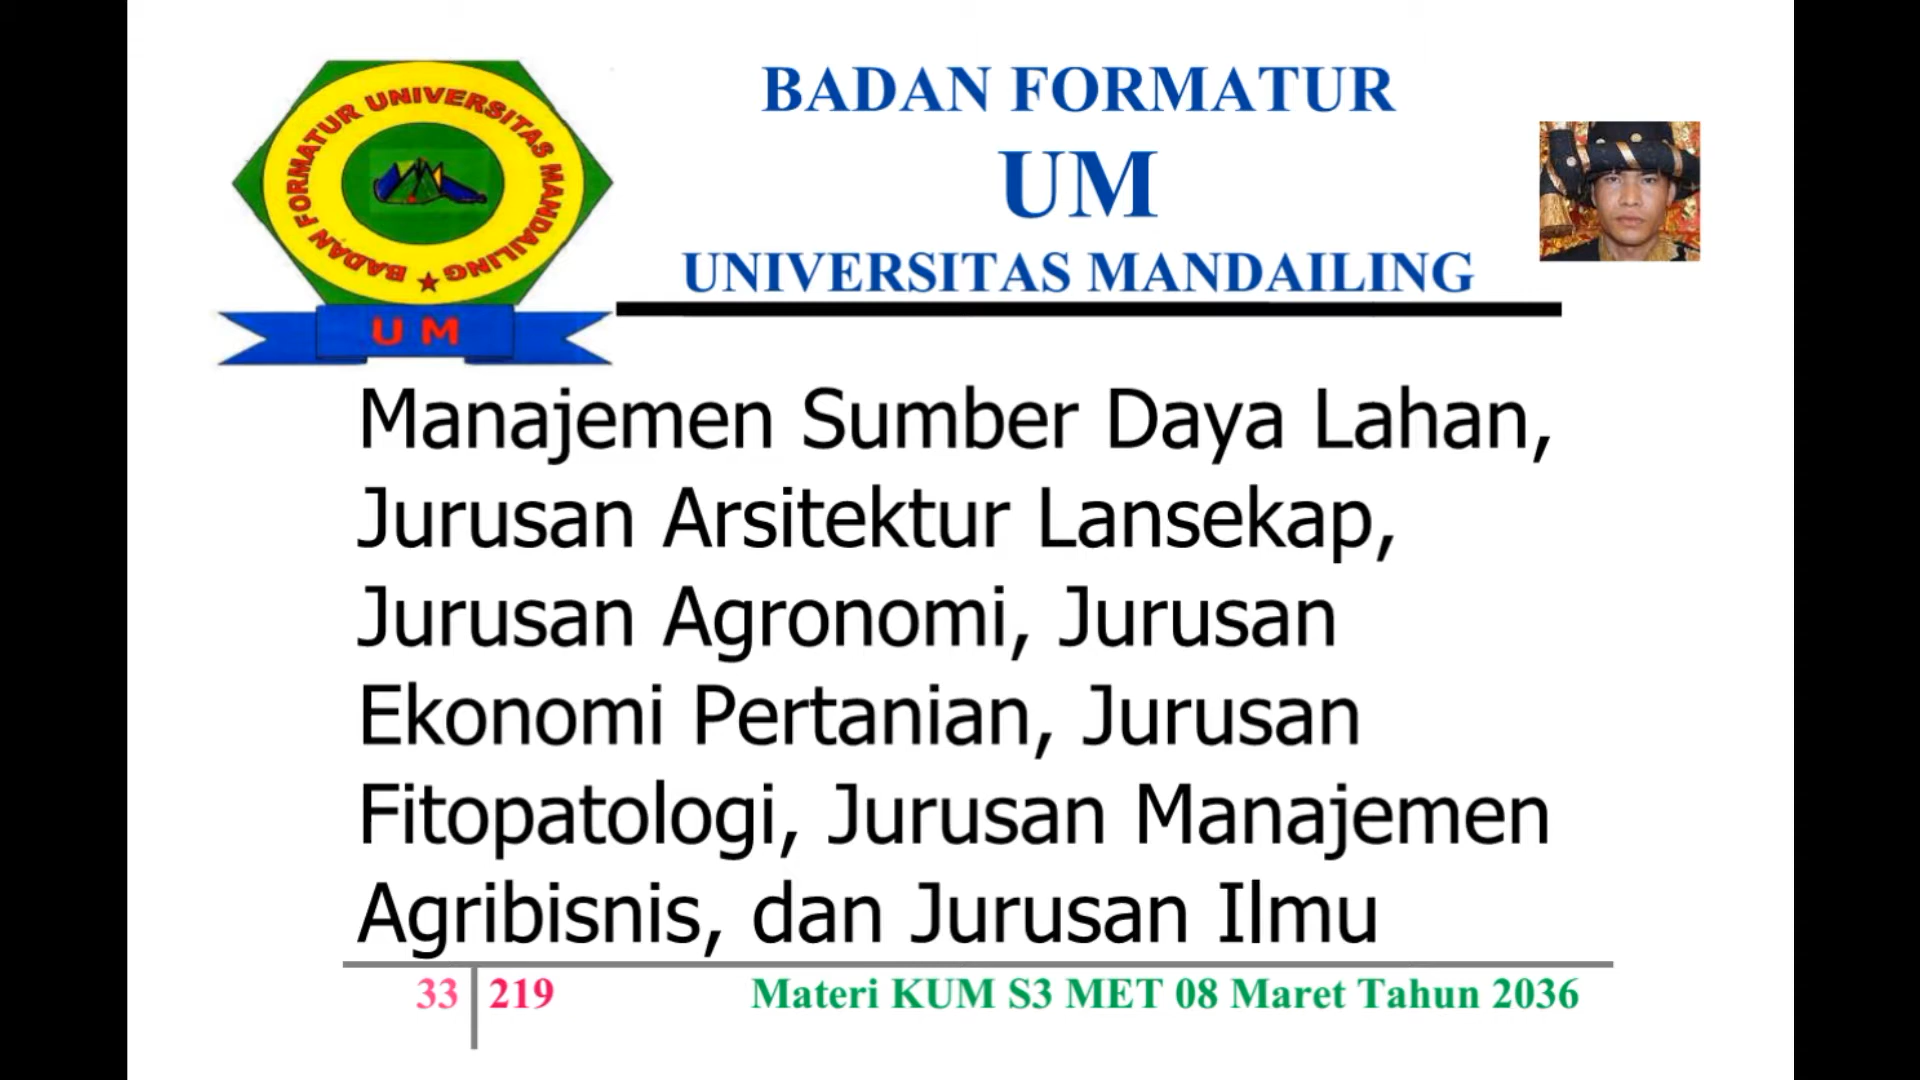 BADAN FORMATUR UNIVERSITAS MANDAILING
U M
BADAN FORMATUR
UM
UNIVERSITAS MANDAILING
Manajemen Sumber Daya Lahan,
Jurusan Arsitektur Lansekap,
Jurusan Agronomi, Jurusan
Ekonomi Pertanian, Jurusan
Fitopatologi, Jurusan Manajemen
Agribisnis, dan Jurusan Ilmu
33 219 Materi KUM S3 MET 08 Maret Tahun 2036